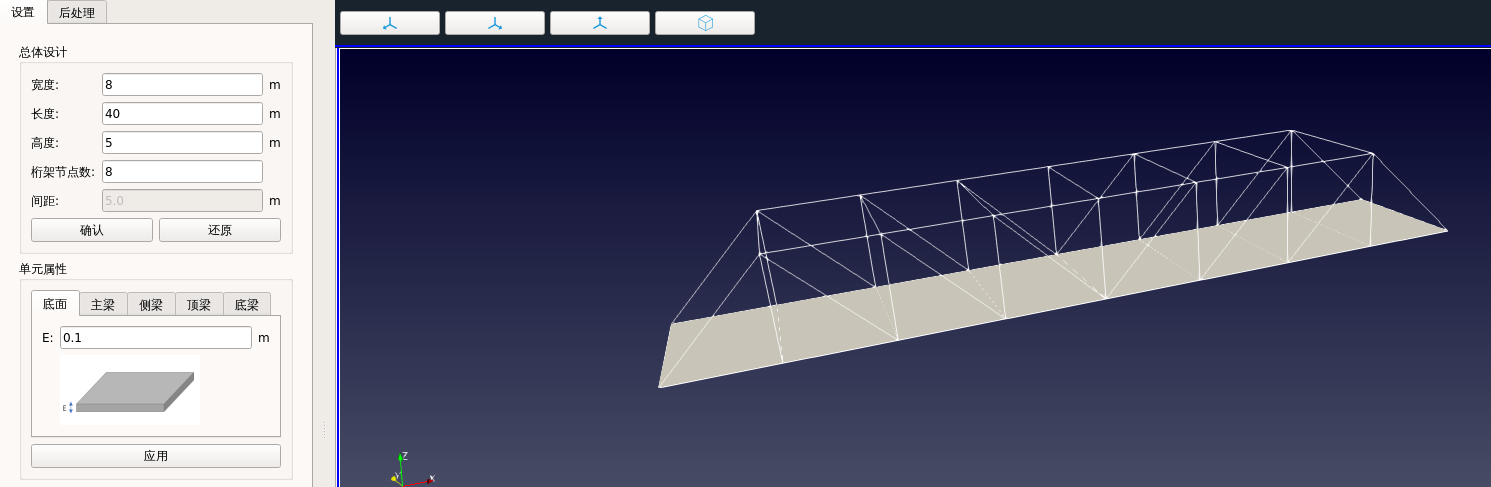 设置 后处理
总体设计
宽度: 8 m
长度: 40 m
高度: 5 m
桁架节点数: 8
间距: 5.0 m
确认 还原
单元属性
底面 主梁 侧梁 顶梁 底梁
E: 0.1 m
E
应用
Z
Y X